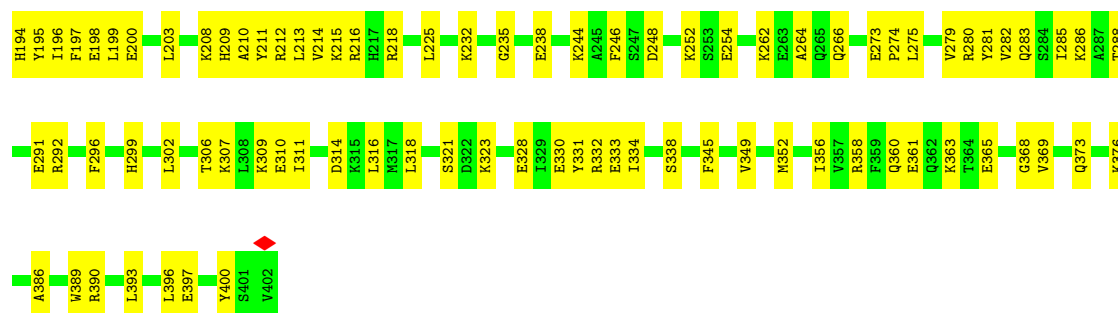 H194 Y195 I196 F197 E198 L199 E200 L203 K208 H209 A210 Y211 R212 L213 V214 K215 R216 H217 R218 L225 K232 G235 E238 K244 A245 F246 S247 D248 K252 S253 E254 K262 E263 A264 Q265 Q266 E273 P274 L275 V279 R280 Y281 V282 Q283 S284 I285 K286 A287 T288
E291 R292 F296 H299 L302 T306 K307 L308 K309 E310 I311 D314 K315 L316 M317 L318 S321 D322 K323 E328 I329 E330 Y331 R332 E333 I334 S338 F345 V349 M352 I356 V357 R358 F359 Q360 E361 Q362 K363 T364 E365 G368 V369 Q373 K376
A386 W389 R390 L393 L396 E397 Y400 S401 V402